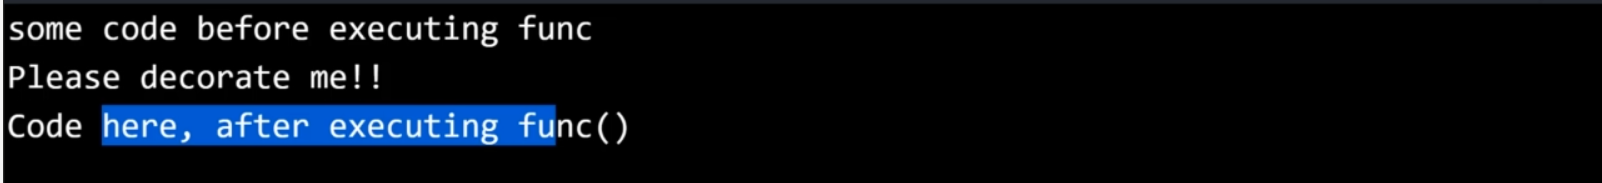 some code before executing func
Please decorate me!!
Code here, after executing func()